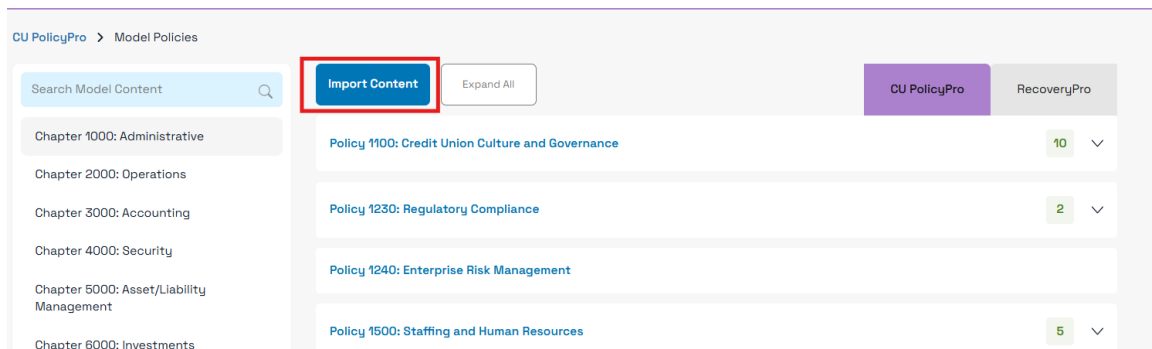 CU PolicyPro > Model Policies
Search Model Content
Chapter 1000: Administrative
Chapter 2000: Operations
Chapter 3000: Accounting
Chapter 4000: Security
Chapter 5000: Asset/Liability
Management
Chapter 6000: Investments
Import Content
Expand All
CU PolicyPro
RecoveryPro
Policy 1100: Credit Union Culture and Governance
10
Policy 1230: Regulatory Compliance
2
Policy 1240: Enterprise Risk Management
Policy 1500: Staffing and Human Resources
5